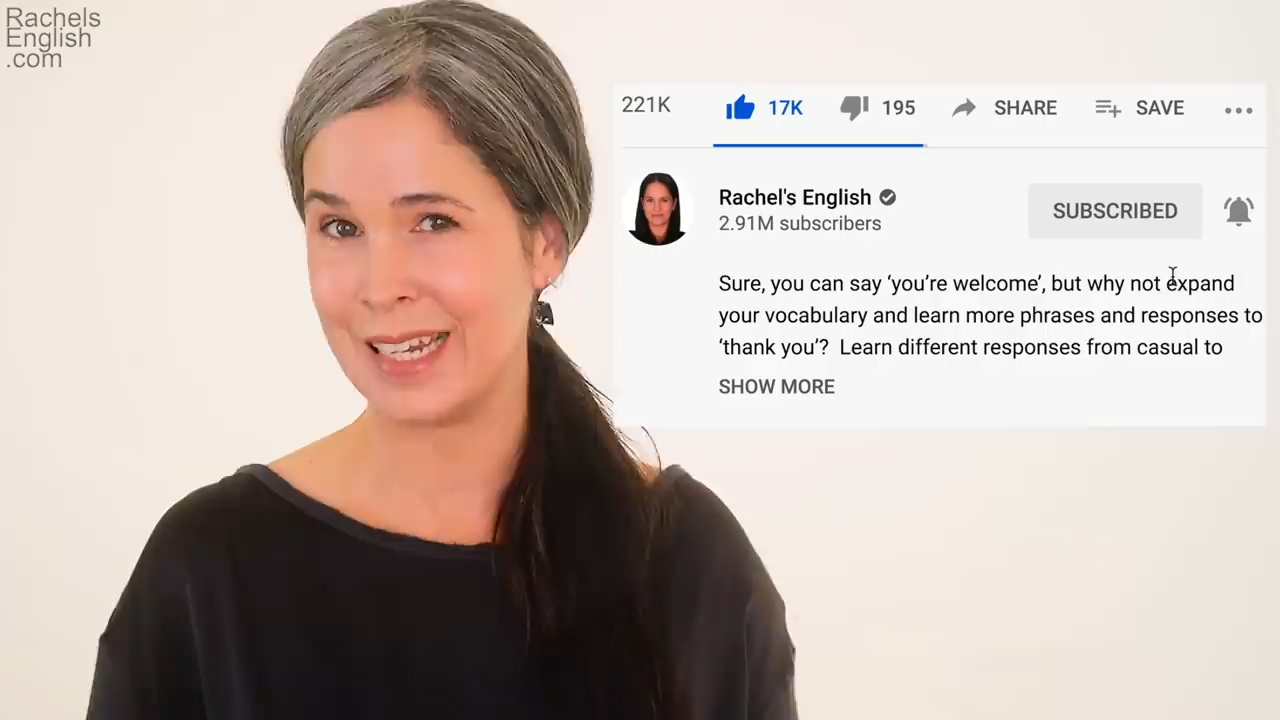 Rachels
English
.com
221K 17K 195 SHARE SAVE
Rachel's English
2.91M subscribers
SUBSCRIBED
Sure, you can say ‘you’re welcome’, but why not expand
your vocabulary and learn more phrases and responses to
‘thank you’?  Learn different responses from casual to
SHOW MORE